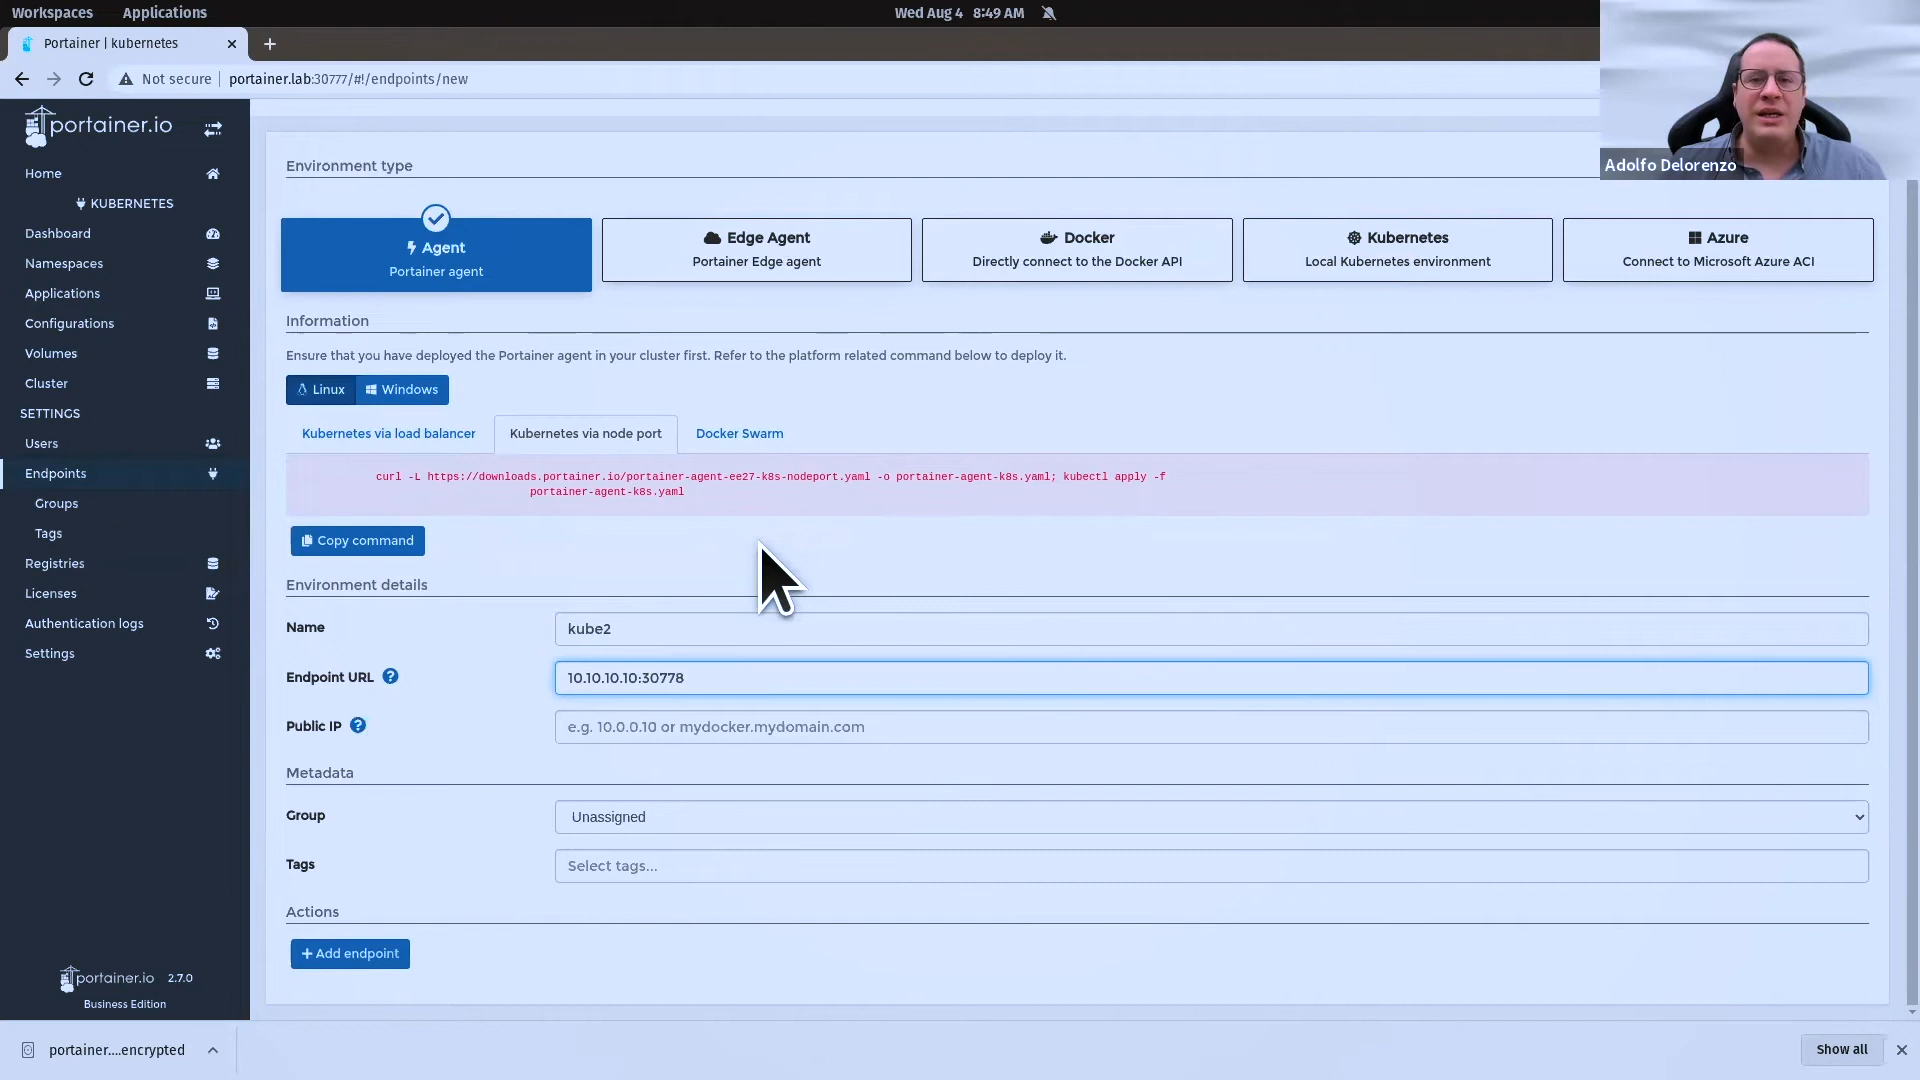 Workspaces
Applications
Wed Aug 4 8:49 AM
Portainer | kubernetes
Not secure
portainer.lab:30777/#!/endpoints/new
Adolfo Delorenzo
portainer.io
Home
KUBERNETES
Dashboard
Namespaces
Applications
Configurations
Volumes
Cluster
SETTINGS
Users
Endpoints
Groups
Tags
Registries
Licenses
Authentication logs
Settings
portainer.io 2.7.0
Business Edition
Environment type
Agent
Portainer agent
Edge Agent
Portainer Edge agent
Docker
Directly connect to the Docker API
Kubernetes
Local Kubernetes environment
Azure
Connect to Microsoft Azure ACI
Information
Ensure that you have deployed the Portainer agent in your cluster first. Refer to the platform related command below to deploy it.
Linux
Windows
Kubernetes via load balancer
Kubernetes via node port
Docker Swarm
curl -L https://downloads.portainer.io/portainer-agent-ee27-k8s-nodeport.yaml -o portainer-agent-k8s.yaml; kubectl apply -f
portainer-agent-k8s.yaml
Copy command
Environment details
Name
kube2
Endpoint URL
10.10.10.10:30778
Public IP
e.g. 10.0.0.10 or mydocker.mydomain.com
Metadata
Group
Unassigned
Tags
Select tags...
Actions
+ Add endpoint
portainer....encrypted
Show all